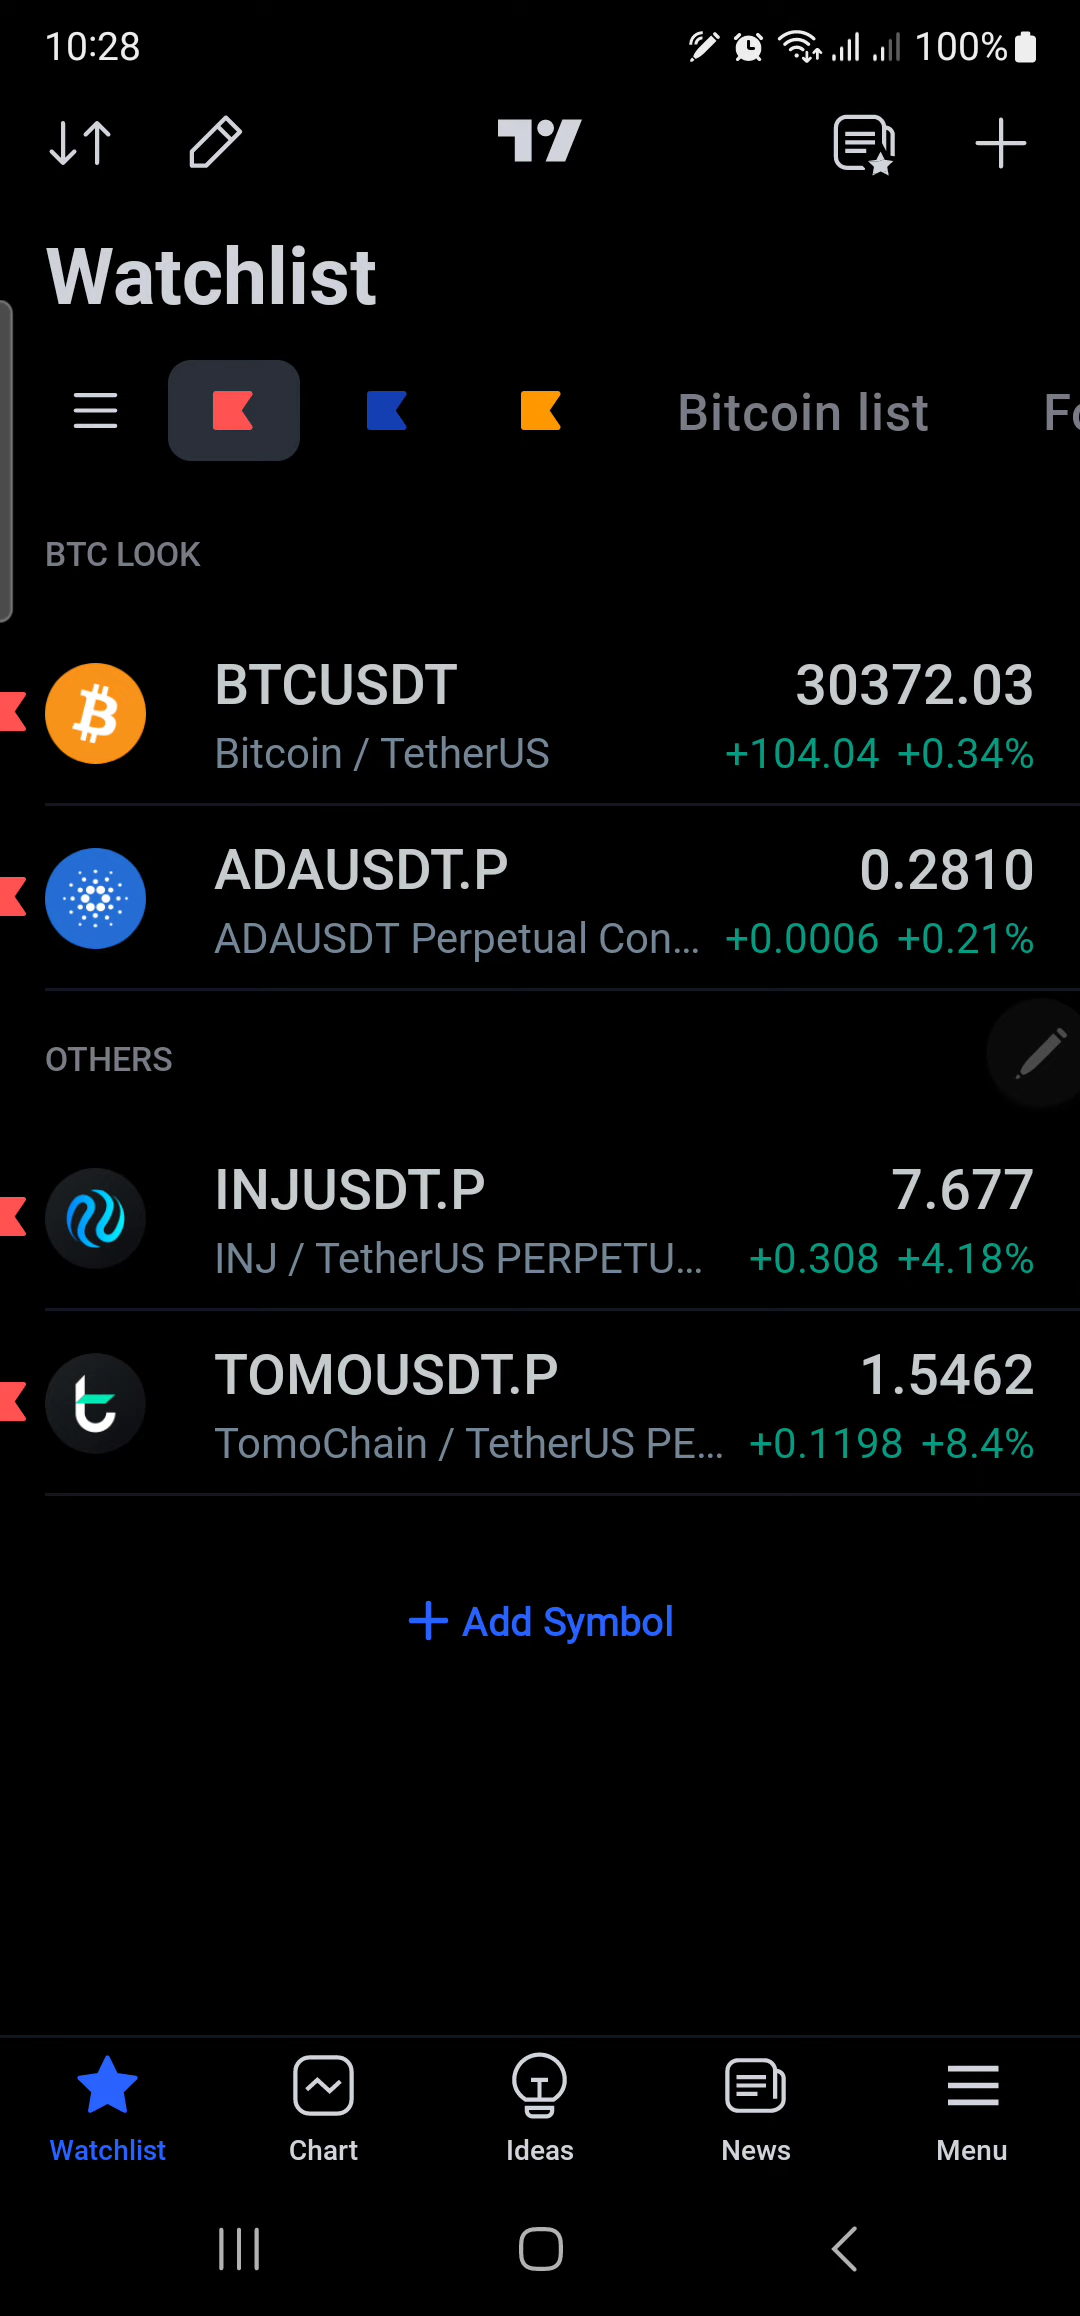 10:28 100%
Watchlist
Bitcoin list Fo
BTC LOOK
BTCUSDT 30372.03
Bitcoin / TetherUS +104.04 +0.34%
ADAUSDT.P 0.2810
ADAUSDT Perpetual Con... +0.0006 +0.21%
OTHERS
INJUSDT.P 7.677
INJ / TetherUS PERPETU... +0.308 +4.18%
TOMOUSDT.P 1.5462
TomoChain / TetherUS PE... +0.1198 +8.4%
+ Add Symbol
Watchlist Chart Ideas News Menu